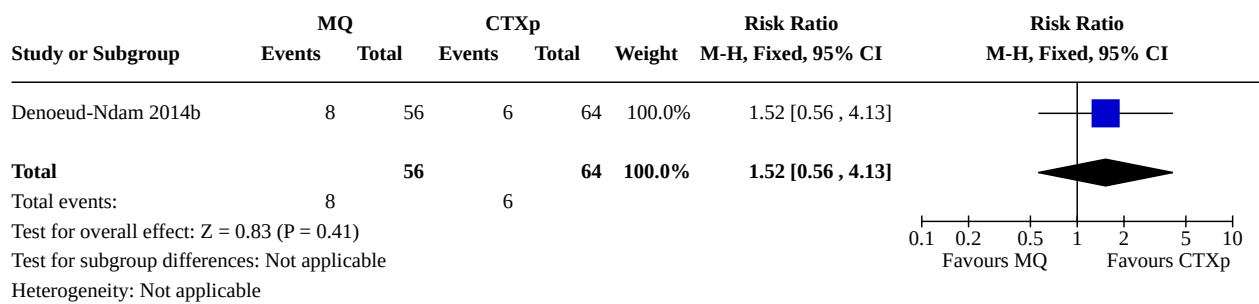 MQ CTXp Risk Ratio Risk Ratio
Study or Subgroup Events Total Events Total Weight M-H, Fixed, 95% CI M-H, Fixed, 95% CI
Denoeud-Ndam 2014b 8 56 6 64 100.0% 1.52 [0.56 , 4.13]
Total 56 64 100.0% 1.52 [0.56 , 4.13]
Total events: 8 6
Test for overall effect: Z = 0.83 (P = 0.41)
Test for subgroup differences: Not applicable
Heterogeneity: Not applicable
0.1 0.2 0.5 1 2 5 10
Favours MQ Favours CTXp